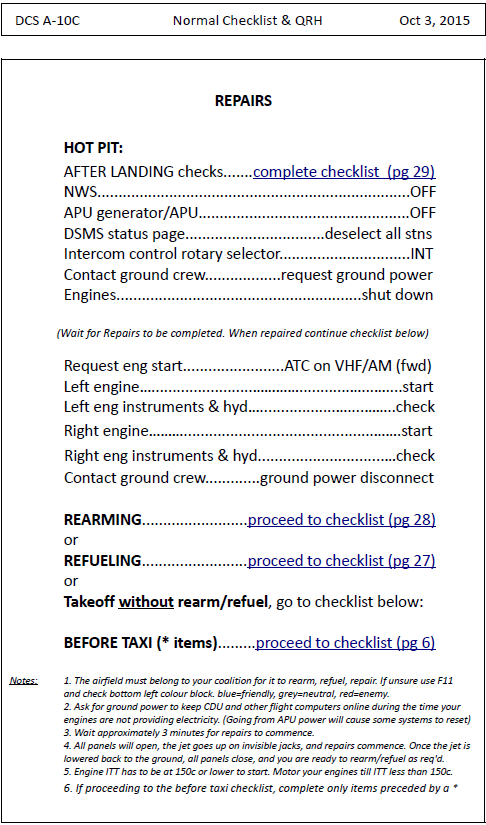 DCS A-10C Normal Checklist & QRH Oct 3, 2015
REPAIRS
HOT PIT:
AFTER LANDING checks.......complete checklist (pg 29)
NWS.....................................................................OFF
APU generator/APU..............................................OFF
DSMS status page...............................deselect all stns
Intercom control rotary selector.............................INT
Contact ground crew.................request ground power
Engines.......................................................shut down
(Wait for Repairs to be completed. When repaired continue checklist below)
Request eng start.......................ATC on VHF/AM (fwd)
Left engine...........................................................start
Left eng instruments & hyd.................................check
Right engine.........................................................start
Right eng instruments & hyd...............................check
Contact ground crew............ground power disconnect
REARMING........................proceed to checklist (pg 28)
or
REFUELING........................proceed to checklist (pg 27)
or
Takeoff without rearm/refuel, go to checklist below:
BEFORE TAXI (* items).........proceed to checklist (pg 6)
Notes: 1. The airfield must belong to your coalition for it to rearm, refuel, repair. If unsure use F11
and check bottom left colour block. blue=friendly, grey=neutral, red=enemy.
2. Ask for ground power to keep CDU and other flight computers online during the time your
engines are not providing electricity. (Going from APU power will cause some systems to reset)
3. Wait approximately 3 minutes for repairs to commence.
4. All panels will open, the jet goes up on invisible jacks, and repairs commence. Once the jet is
lowered back to the ground, all panels close, and you are ready to rearm/refuel as req'd.
5. Engine ITT has to be at 150c or lower to start. Motor your engines till ITT less than 150c.
6. If proceeding to the before taxi checklist, complete only items preceded by a *